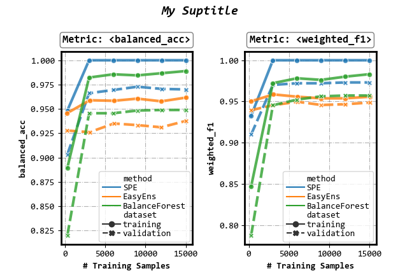 My Suptitle
Metric: <balanced_acc>
1.000
0.975
0.950
0.925
0.900
0.875
0.850
0.825
balanced_acc
method
SPE
EasyEns
BalanceForest
dataset
training
validation
0
5000
10000
15000
# Training Samples
Metric: <weighted_f1>
1.00
0.95
0.90
0.85
0.80
weighted_f1
method
SPE
EasyEns
BalanceForest
dataset
training
validation
0
5000
10000
15000
# Training Samples